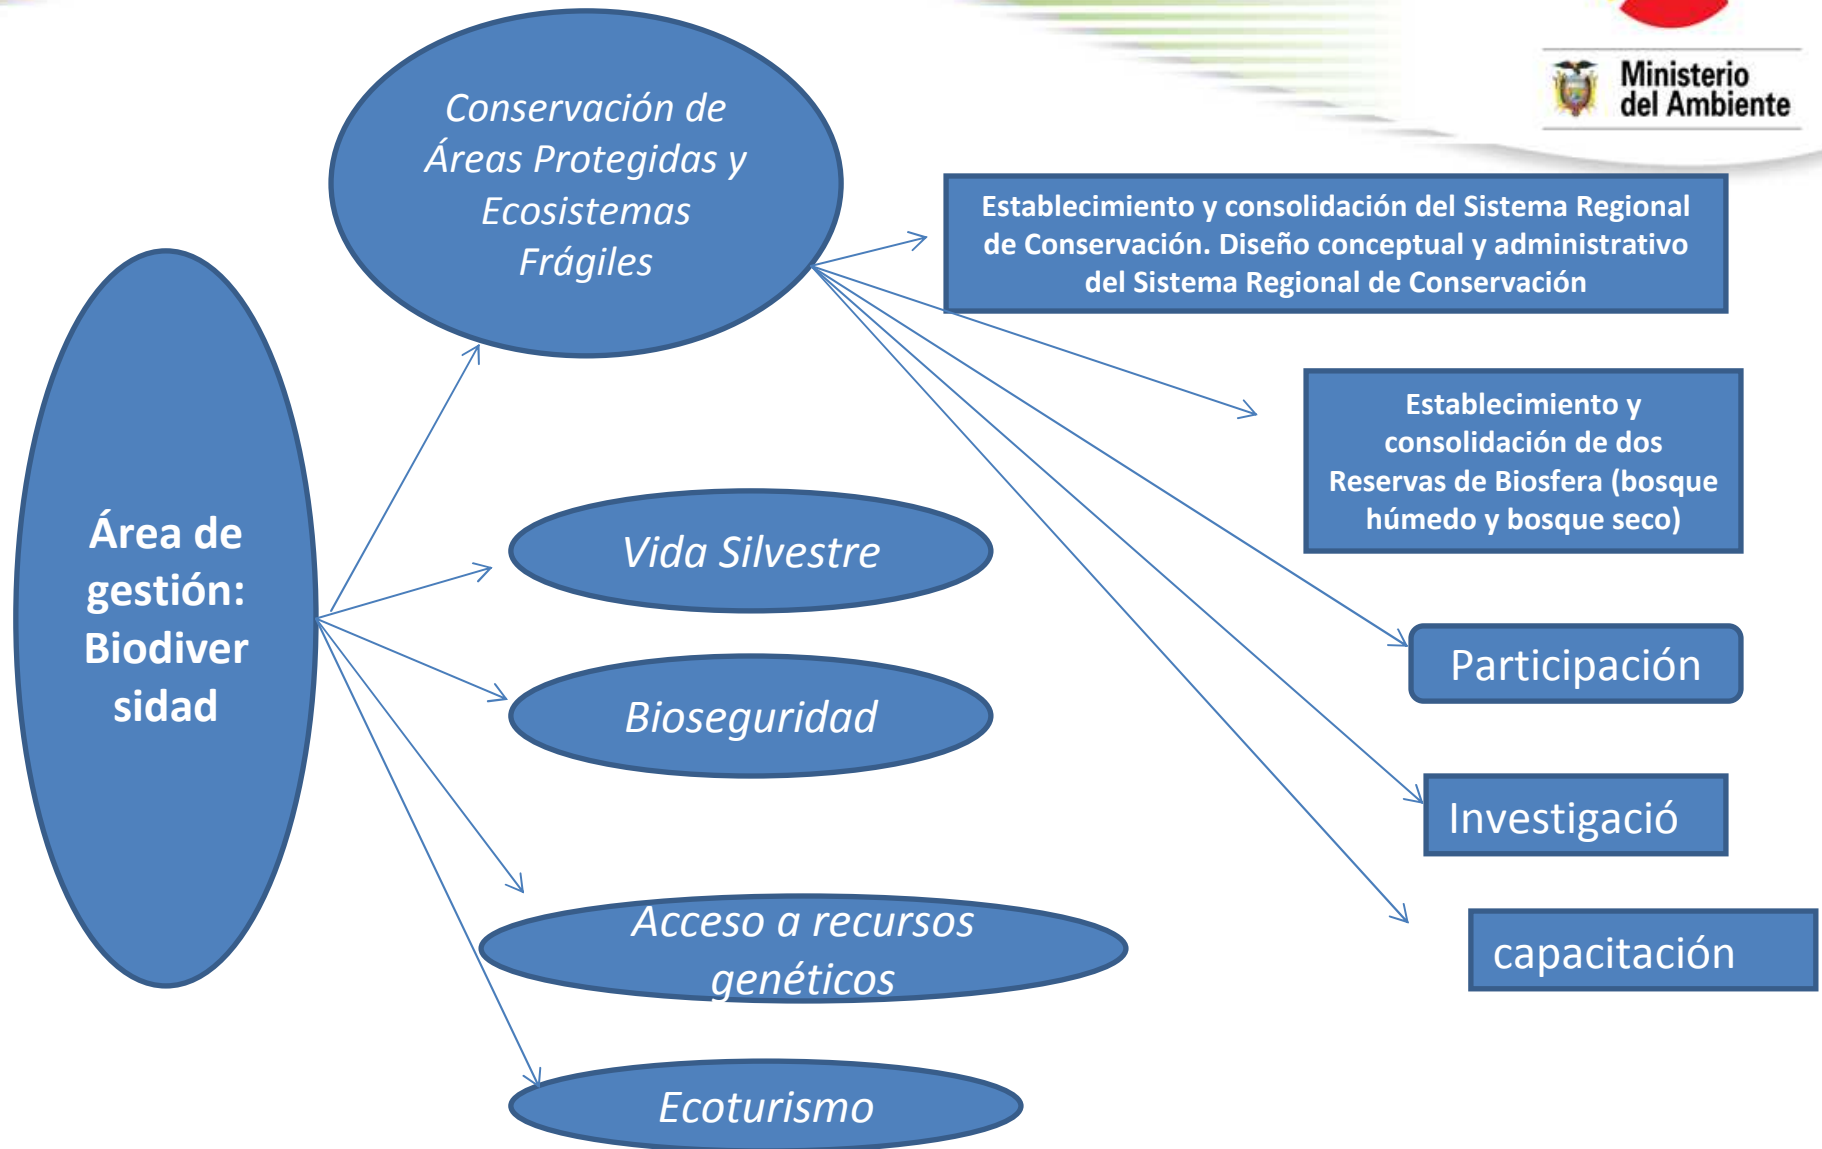 Ministerio
del Ambiente
Conservación de
Áreas Protegidas y
Ecosistemas
Frágiles
Establecimiento y consolidación del Sistema Regional
de Conservación. Diseño conceptual y administrativo
del Sistema Regional de Conservación
Establecimiento y
consolidación de dos
Reservas de Biosfera (bosque
húmedo y bosque seco)
Área de
gestión:
Biodiver
sidad
Vida Silvestre
Participación
Bioseguridad
Investigació
Acceso a recursos
genéticos
capacitación
Ecoturismo